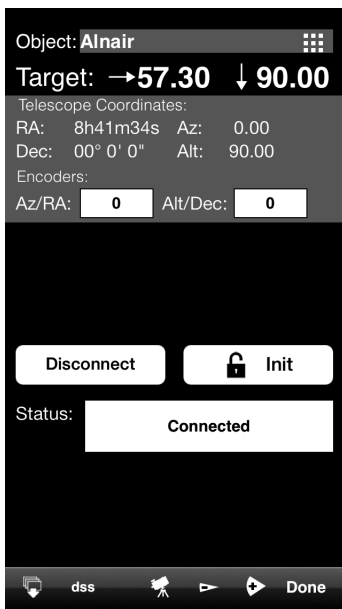 Object: Alnair
Target: →57.30 ↓90.00
Telescope Coordinates:
RA: 8h41m34s Az: 0.00
Dec: 00° 0' 0" Alt: 90.00
Encoders:
Az/RA: 0 Alt/Dec: 0
Disconnect Init
Status: Connected
dss Done